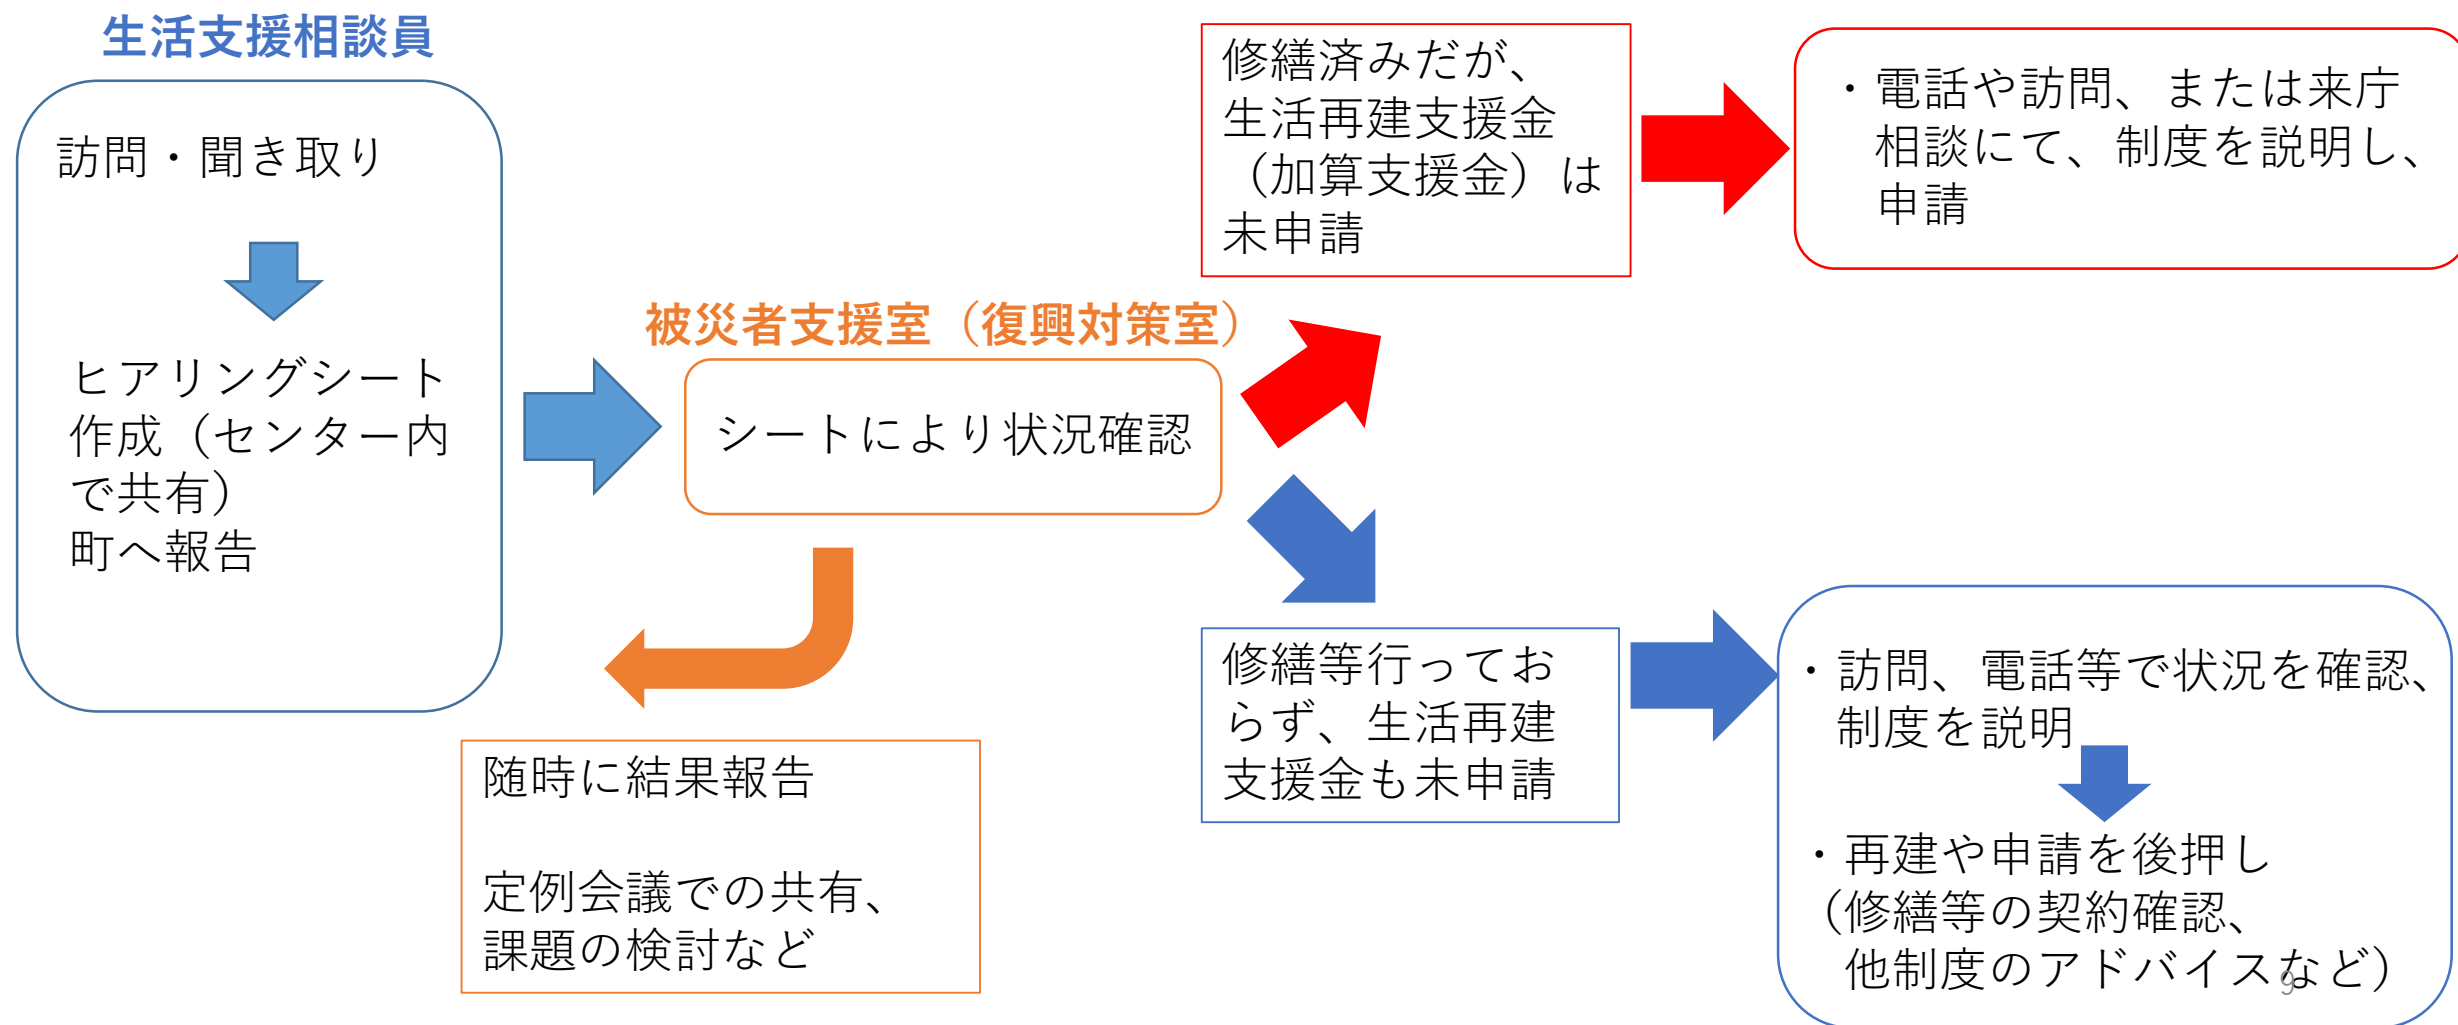 生活支援相談員
訪問・聞き取り
ヒアリングシート
作成（センター内
で共有）
町へ報告
被災者支援室（復興対策室）
シートにより状況確認
随時に結果報告
定例会議での共有、
課題の検討など
修繕済みだが、
生活再建支援金
（加算支援金）は
未申請
・電話や訪問、または来庁
相談にて、制度を説明し、
申請
修繕等行ってお
らず、生活再建
支援金も未申請
・訪問、電話等で状況を確認、
制度を説明
・再建や申請を後押し
（修繕等の契約確認、
他制度のアドバイスなど）
9